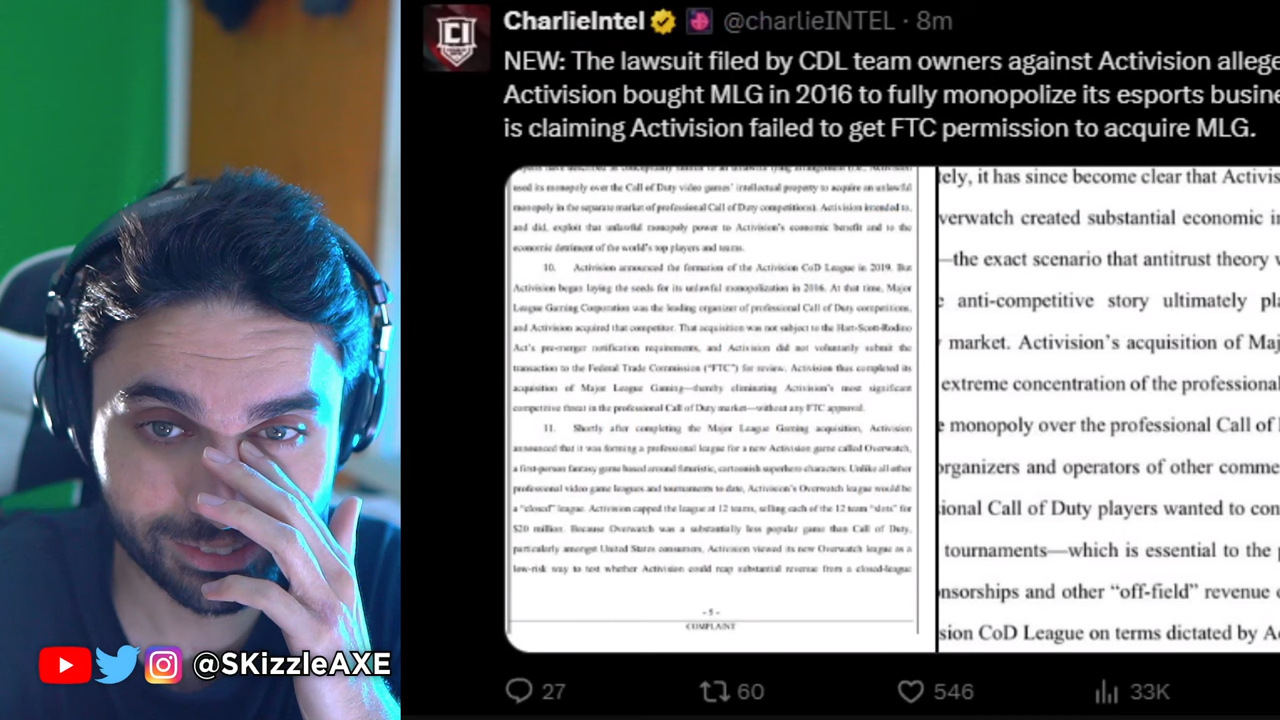 CI
CharlieIntel @charlieINTEL · 8m
NEW: The lawsuit filed by CDL team owners against Activision allege
Activision bought MLG in 2016 to fully monopolize its esports busine
is claiming Activision failed to get FTC permission to acquire MLG.
used its monopoly over the Call of Duty video games' intellectual property to acquire an unlawful
monopoly in the separate market of professional Call of Duty competitions). Activision intended to,
and did, exploit that unlawful monopoly power to Activision's economic benefit and to the
economic detriment of the world's top players and teams.
10. Activision announced the formation of the Activision CoD League in 2019. But
Activision began laying the seeds for its unlawful monopolization in 2016. At that time, Major
League Gaming Corporation was the leading organizer of professional Call of Duty competitions,
and Activision acquired that competitor. That acquisition was not subject to the Hart-Scott-Rodino
Act's pre-merger notification requirements, and Activision did not voluntarily submit the
transaction to the Federal Trade Commission ("FTC") for review. Activision thus completed its
acquisition of Major League Gaming—thereby eliminating Activision's most significant
competitive threat in the professional Call of Duty market—without any FTC approval.
11. Shortly after completing the Major League Gaming acquisition, Activision
announced that it was forming a professional league for a new Activision game called Overwatch,
a first-person fantasy game based around futuristic, cartoonish superhero characters. Unlike all other
professional video game leagues and tournaments to date, Activision's Overwatch league would be
a "closed" league. Activision capped the league at 12 teams, selling each of the 12 team "slots" for
$20 million. Because Overwatch was a substantially less popular game than Call of Duty,
particularly amongst United States consumers, Activision viewed its new Overwatch league as a
low-risk way to test whether Activision could reap substantial revenue from a closed-league
- 5 -
COMPLAINT
ely, it has since become clear that Activis
verwatch created substantial economic i
—the exact scenario that antitrust theory
anti-competitive story ultimately pl
market. Activision's acquisition of Maj
extreme concentration of the professional
monopoly over the professional Call of
organizers and operators of other comme
ional Call of Duty players wanted to con
tournaments—which is essential to the
nsorships and other "off-field" revenue
sion CoD League on terms dictated by A
27 60 546 33K
@SKizzleAXE